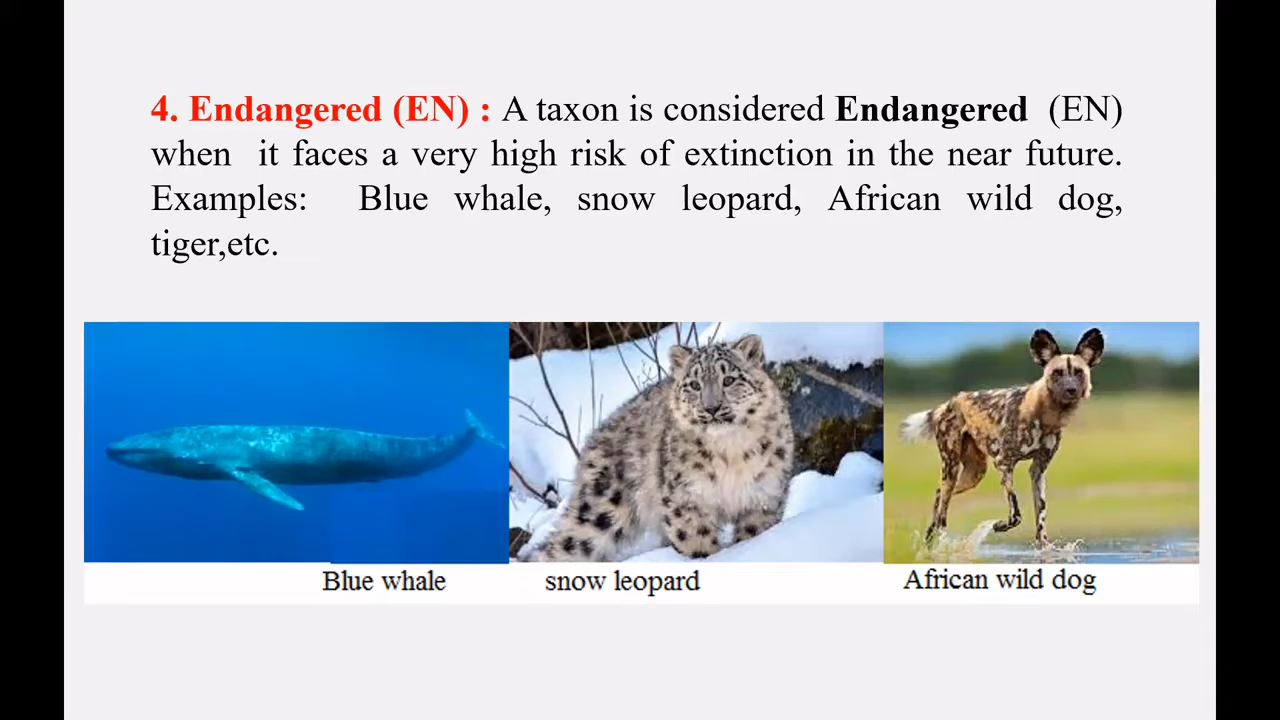 4. Endangered (EN) : A taxon is considered Endangered (EN)
when it faces a very high risk of extinction in the near future.
Examples: Blue whale, snow leopard, African wild dog,
tiger,etc.
Blue whale snow leopard African wild dog